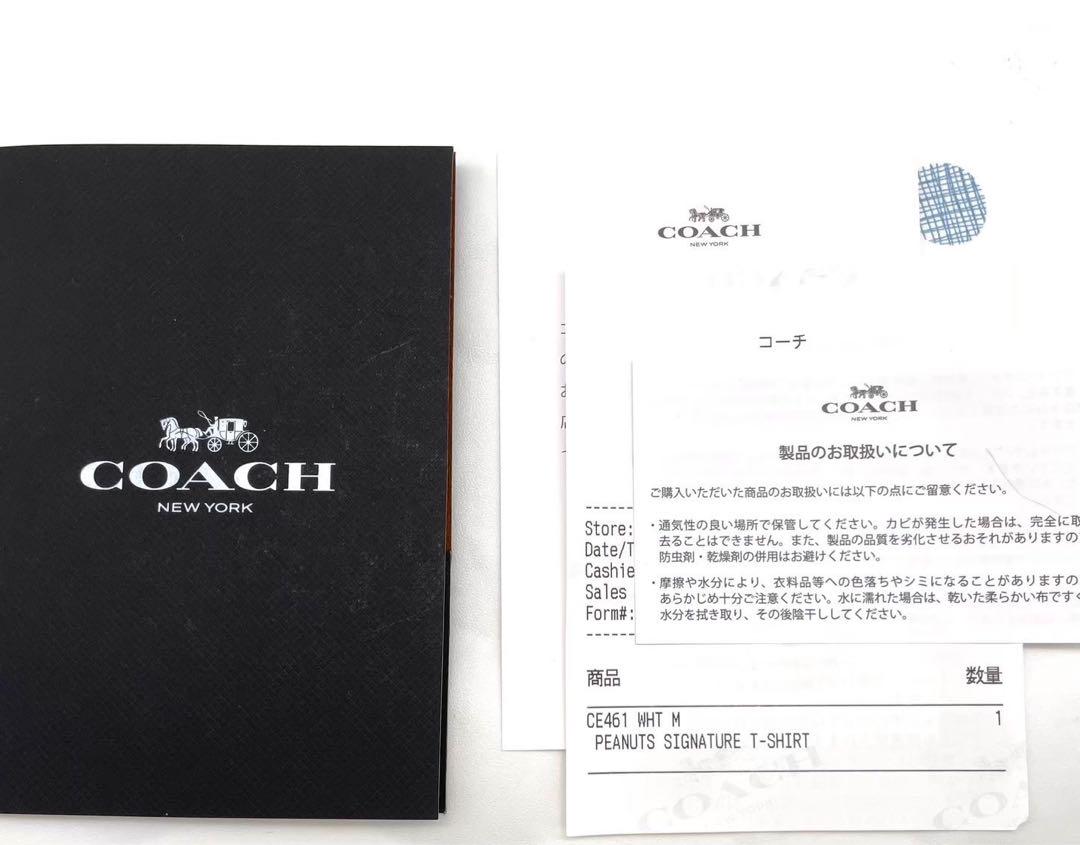 COACH
NEW YORK
COACH
NEW YORK
コーチ
COACH
NEW YORK
製品のお取扱いについて
ご購入いただいた商品のお取扱いには以下の点にご留意ください。
・通気性の良い場所で保管してください。カビが発生した場合は、完全に取
去ることはできません。また、製品の品質を劣化させるおそれがありますの
防虫剤・乾燥剤の併用はお避けください。
・摩擦や水分により、衣料品等への色落ちやシミになることがありますの
あらかじめ十分ご注意ください。水に濡れた場合は、乾いた柔らかい布ですぐ
水分を拭き取り、その後陰干ししてください。
Store:
Date/T
Cashie
Sales
Form#:
商品 数量
CE461 WHT M 1
PEANUTS SIGNATURE T-SHIRT
COACH
CO